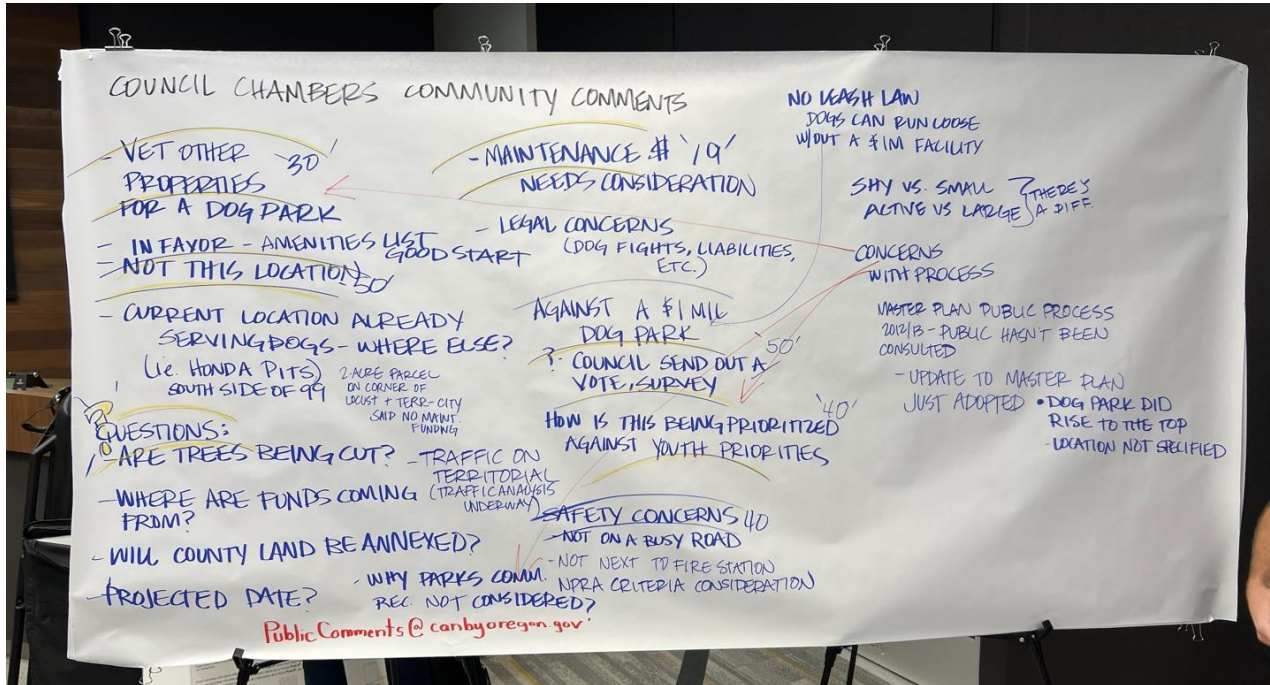 COUNCIL CHAMBERS COMMUNITY COMMENTS
- VET OTHER '30'
PROPERTIES
FOR A DOG PARK
- IN FAVOR - AMENITIES LIST
GOOD START
- NOT THIS LOCATION 50'
- CURRENT LOCATION ALREADY
SERVING DOGS - WHERE ELSE?
(ie. HONDA PITS)
SOUTH SIDE OF 99
2-ACRE PARCEL
ON CORNER OF
LOCUST + TERR-CITY
SAID NO MAINT.
FUNDNG
QUESTIONS:
- ARE TREES BEING CUT?
- TRAFFIC ON
TERRITORIAL
(TRAFFIC ANALYSIS
UNDERWAY)
- WHERE ARE FUNDS COMING
FROM?
- WILL COUNTY LAND BE ANNEXED?
- PROJECTED DATE?
- WHY PARKS COMM.
REC. NOT CONSIDERED?
PublicComments@canbyoregon.gov
- MAINTENANCE $ '19'
NEEDS CONSIDERATION
- LEGAL CONCERNS
(DOG FIGHTS, LIABILITIES,
ETC.)
AGAINST A $1 MIL
DOG PARK
? COUNCIL SEND OUT A '50'
VOTE, SURVEY
HOW IS THIS BEING PRIORITIZED '40'
AGAINST YOUTH PRIORITIES
- SAFETY CONCERNS 40
- NOT ON A BUSY ROAD
- NOT NEXT TO FIRE STATION
NPRA CRITERIA CONSIDERATION
NO LEASH LAW
DOGS CAN RUN LOOSE
W/OUT A $1M FACILITY
SHY VS. SMALL
ACTIVE VS LARGE
THERE'S
A DIFF.
CONCERNS
WITH PROCESS
MASTER PLAN PUBLIC PROCESS
2012/13 - PUBLIC HASN'T BEEN
CONSULTED
- UPDATE TO MASTER PLAN
JUST ADOPTED
• DOG PARK DID
RISE TO THE TOP
- LOCATION NOT SPECIFIED